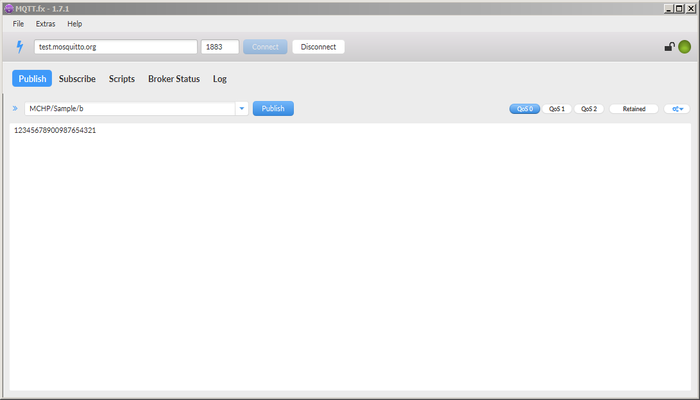 MQTT.fx - 1.7.1
File Extras Help
test.mosquitto.org 1883 Connect Disconnect
Publish Subscribe Scripts Broker Status Log
» MCHP/Sample/b Publish QoS 0 QoS 1 QoS 2 Retained
12345678900987654321